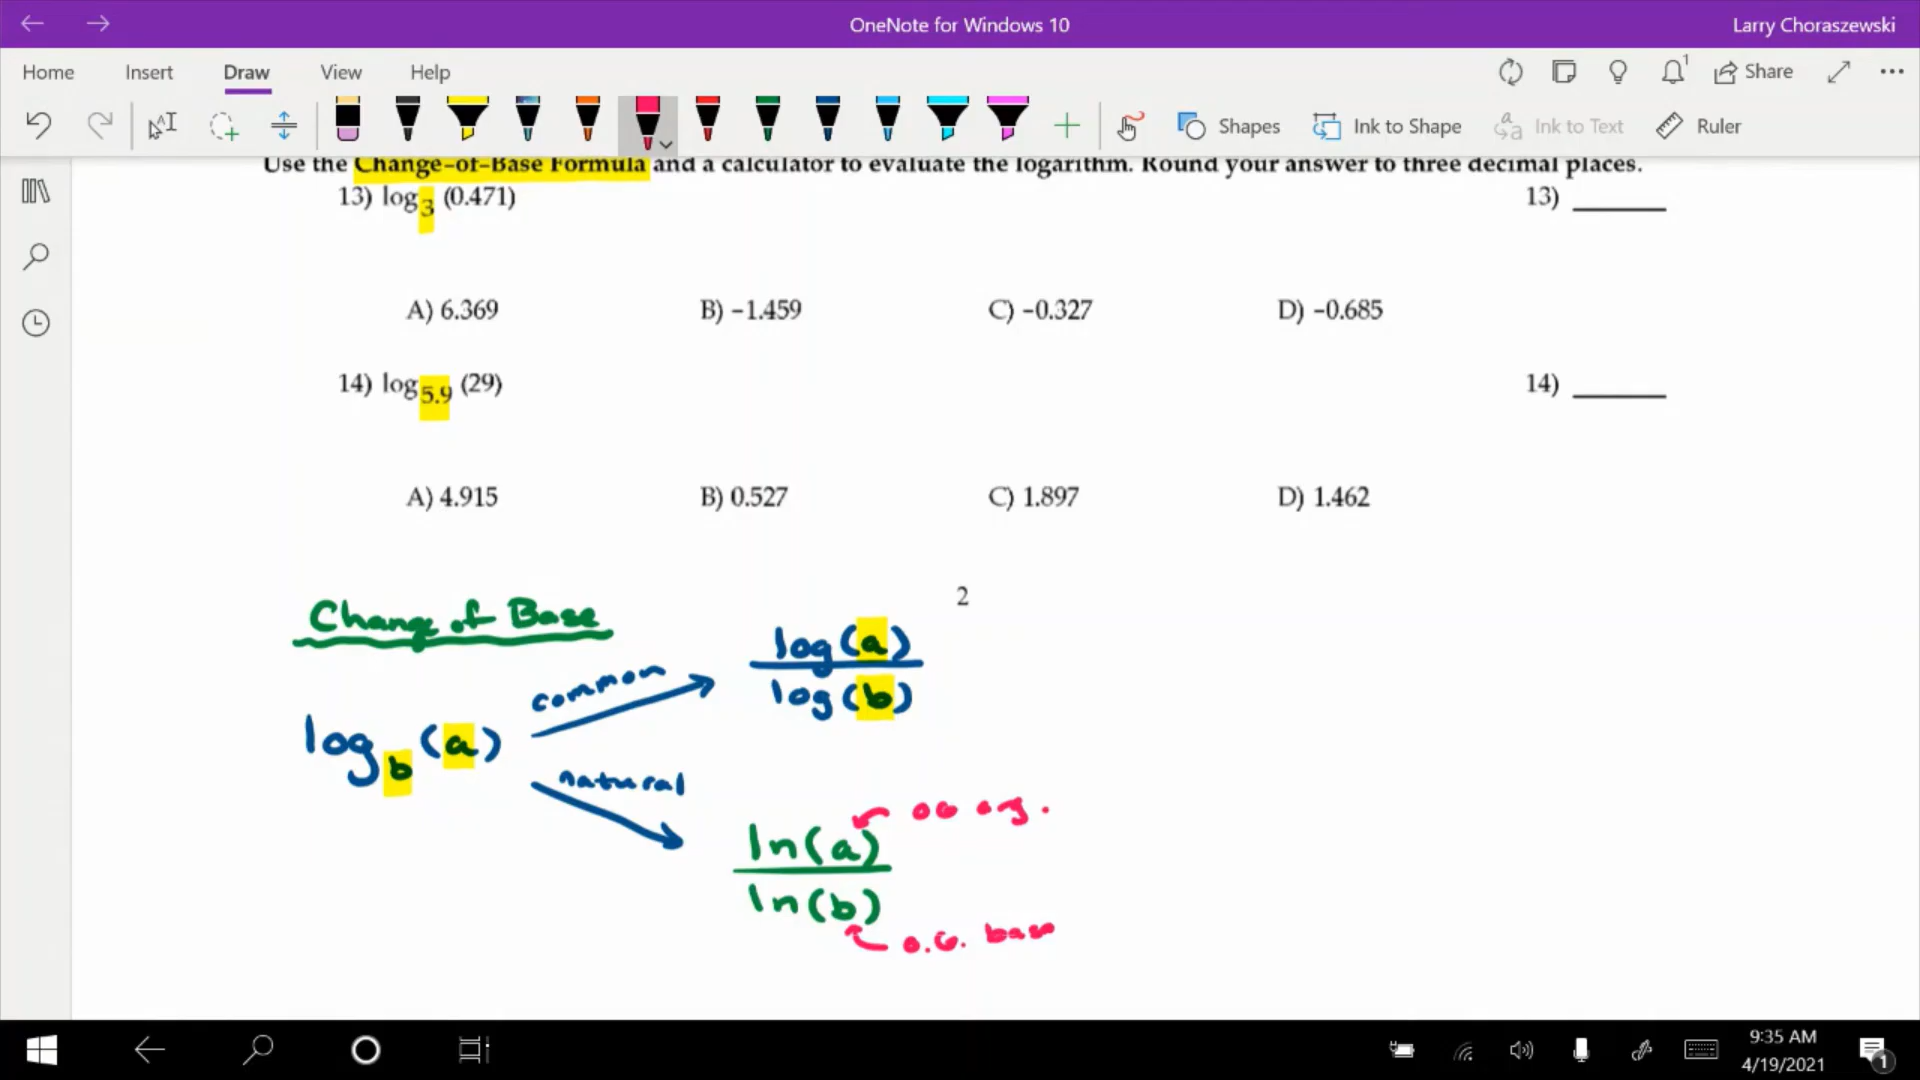 OneNote for Windows 10
Larry Choraszewski
Home Insert Draw View Help
1
Share
Shapes Ink to Shape Ink to Text Ruler
Use the Change-of-Base Formula and a calculator to evaluate the logarithm. Round your answer to three decimal places.
13) log3 (0.471) 13) ______
A) 6.369 B) -1.459 C) -0.327 D) -0.685
14) log5.9 (29) 14) ______
A) 4.915 B) 0.527 C) 1.897 D) 1.462
2
Change of Base
log(a)
common
log(b)
logb (a)
natural
OG arg.
ln(a)
ln(b)
O.G. base
9:35 AM
4/19/2021
1